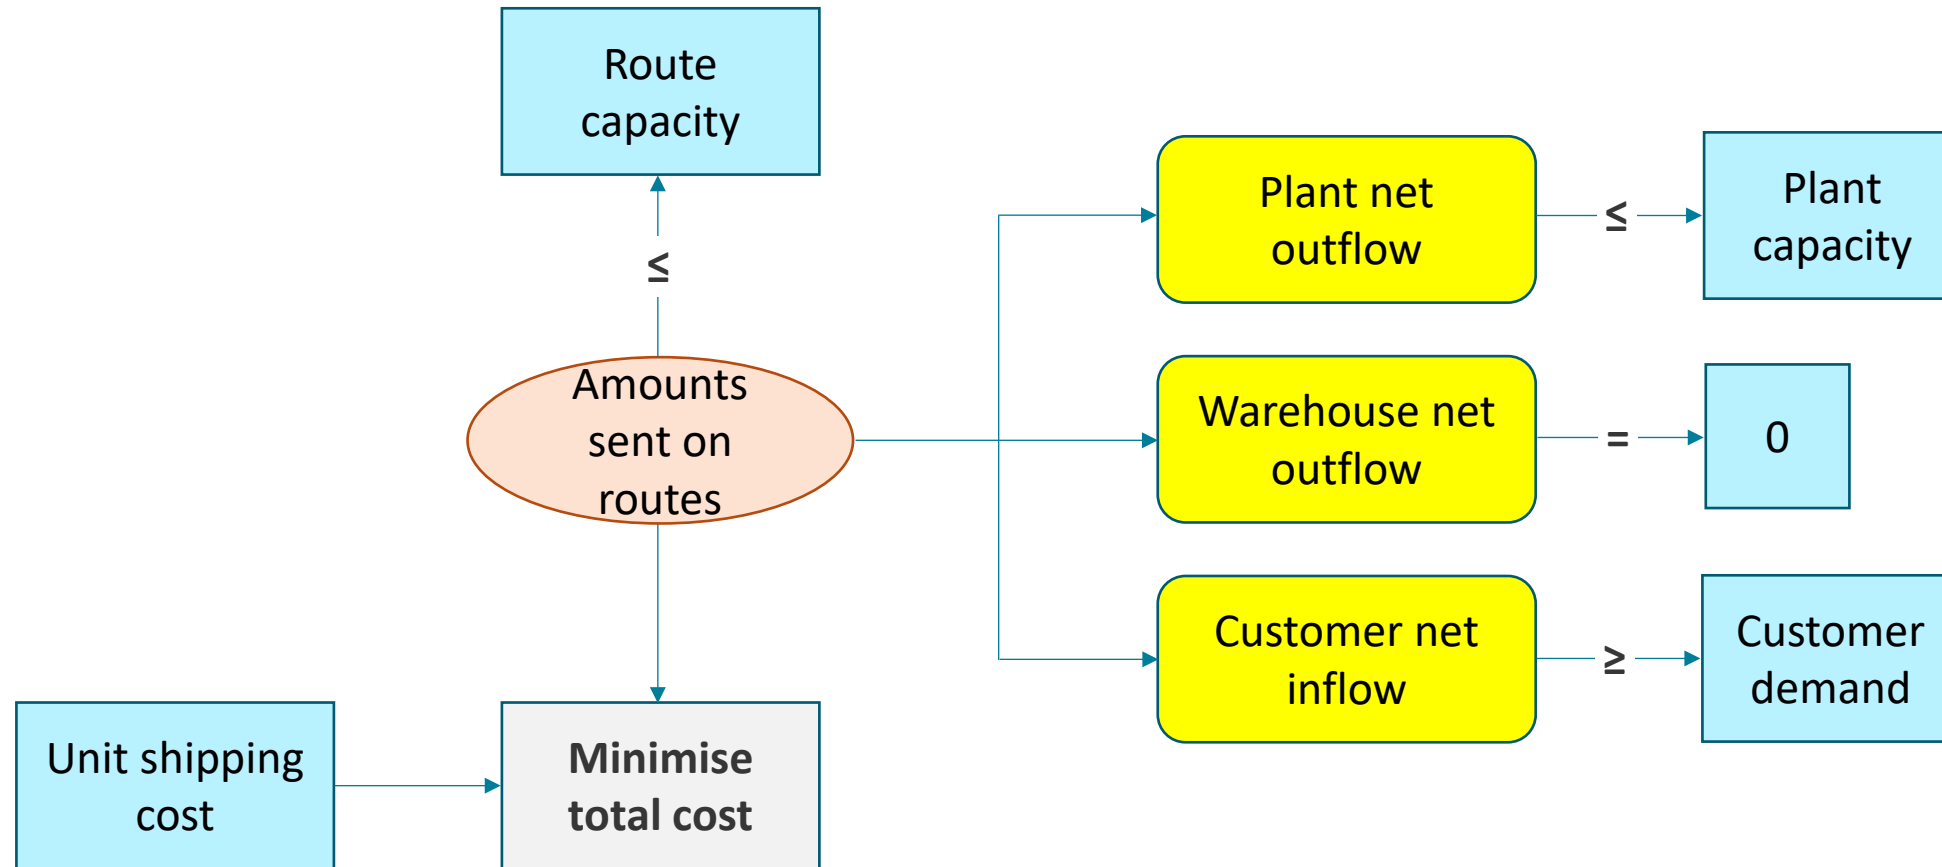 Route
capacity
≤
Plant net
outflow
≤
Plant
capacity
Amounts
sent on
routes
Warehouse net
outflow
=
0
Customer net
inflow
≥
Customer
demand
Unit shipping
cost
Minimise
total cost